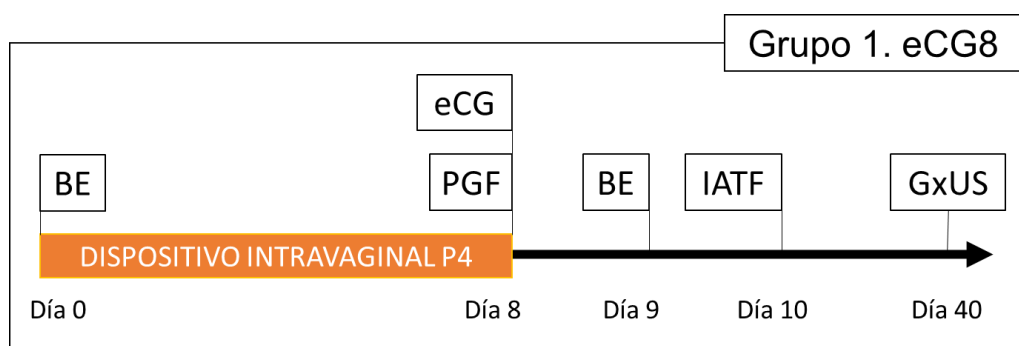 Grupo 1. eCG8
eCG
BE
PGF
BE
IATF
GxUS
DISPOSITIVO INTRAVAGINAL P4
Día 0
Día 8
Día 9
Día 10
Día 40